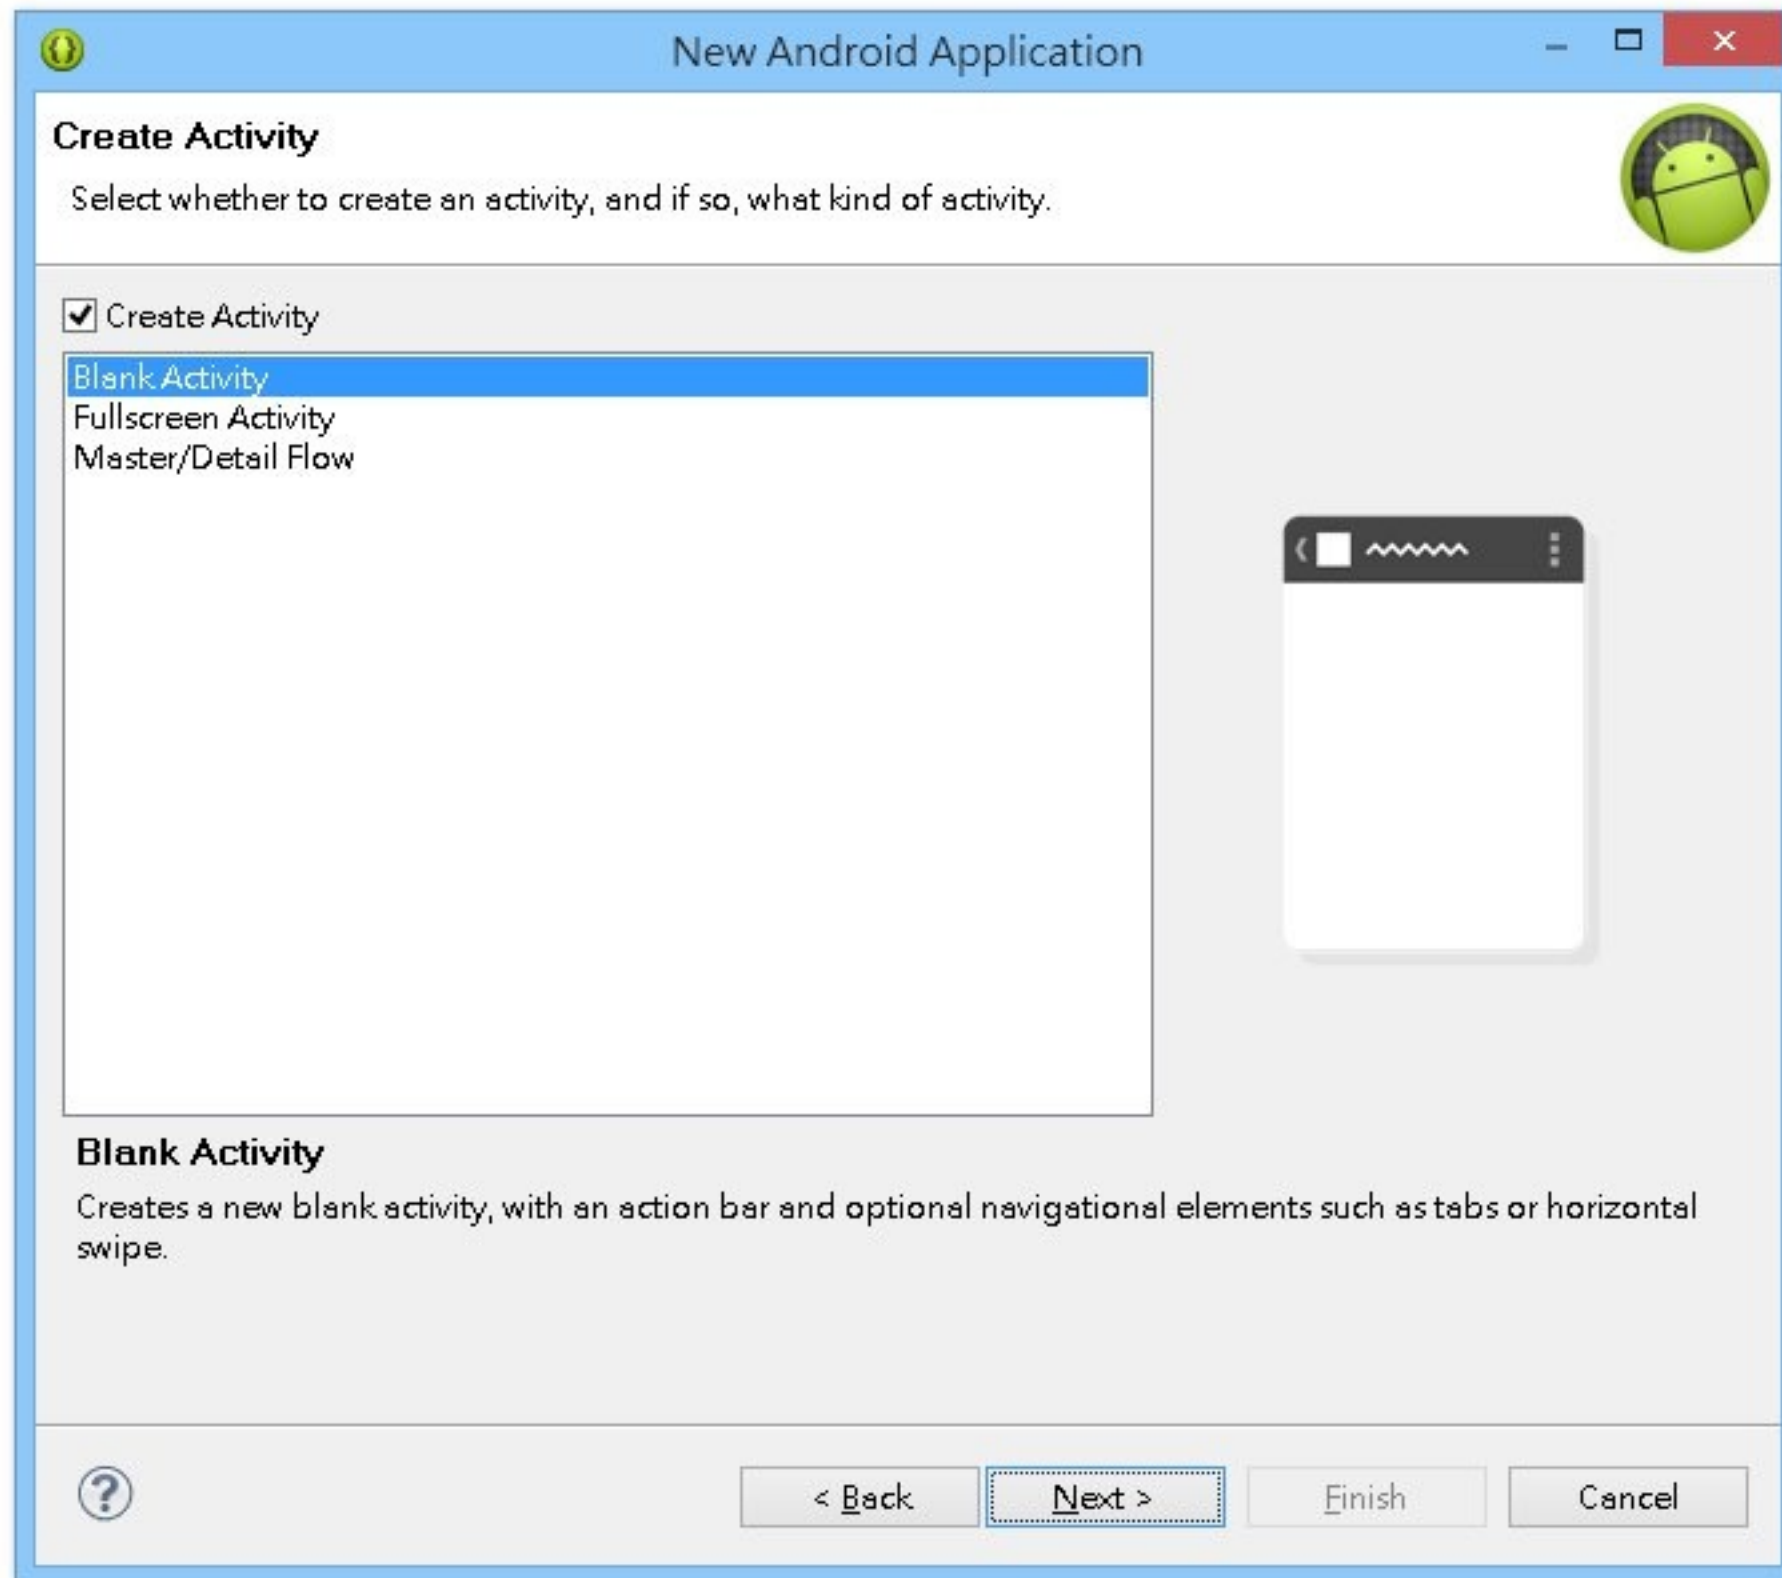 New Android Application
Create Activity
Select whether to create an activity, and if so, what kind of activity.
Create Activity
Blank Activity
Fullscreen Activity
Master/Detail Flow
Blank Activity
Creates a new blank activity, with an action bar and optional navigational elements such as tabs or horizontal
swipe.
< Back
Next >
Finish
Cancel